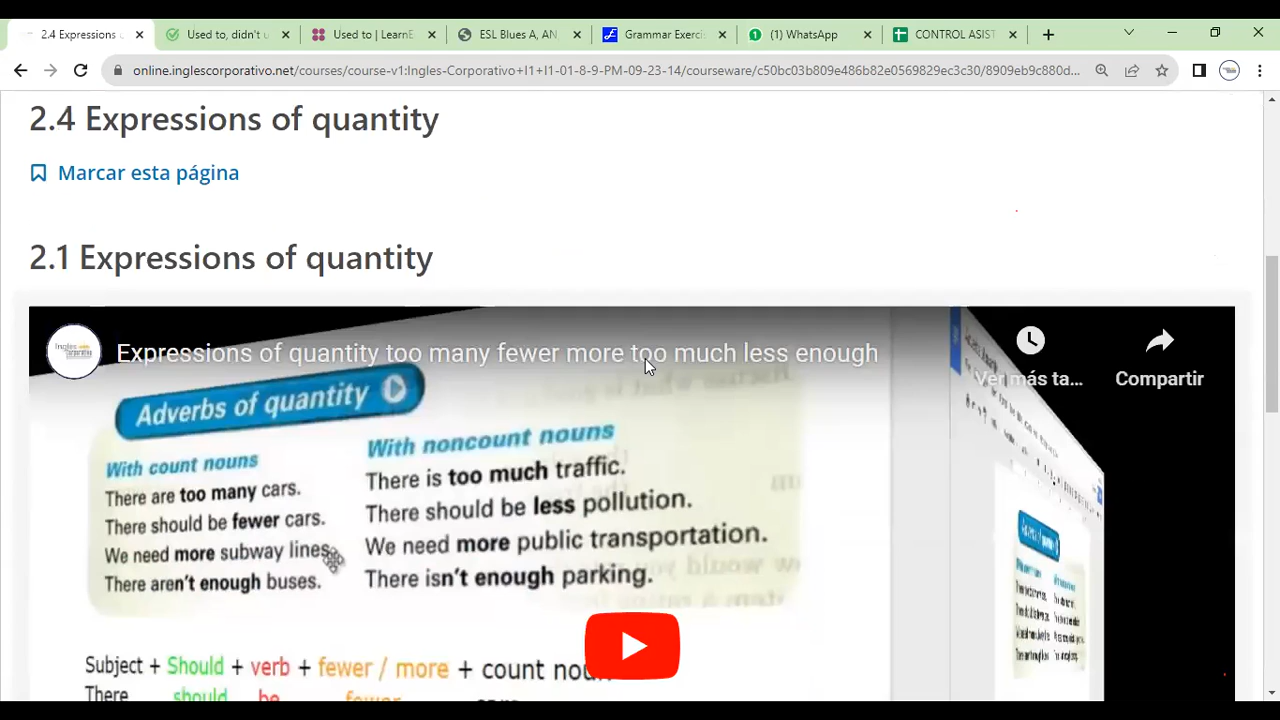 2.4 Expressions
Used to, didn't u
Used to | LearnE
ESL Blues A, AN
Grammar Exerci
(1) WhatsApp
CONTROL ASIST
online.inglescorporativo.net/courses/course-v1:Ingles-Corporativo+I1+I1-01-8-9-PM-09-23-14/courseware/c50bc03b809e486b82e0569829ec3c30/8909eb9c880d...
2.4 Expressions of quantity
Marcar esta página
2.1 Expressions of quantity
Expressions of quantity too many fewer more too much less enough
Ver más ta...
Compartir
Adverbs of quantity
With count nouns
There are too many cars.
There should be fewer cars.
We need more subway lines.
There aren't enough buses.
With noncount nouns
There is too much traffic.
There should be less pollution.
We need more public transportation.
There isn't enough parking.
Subject + Should + verb + fewer / more + count noun
There should be fewer cars